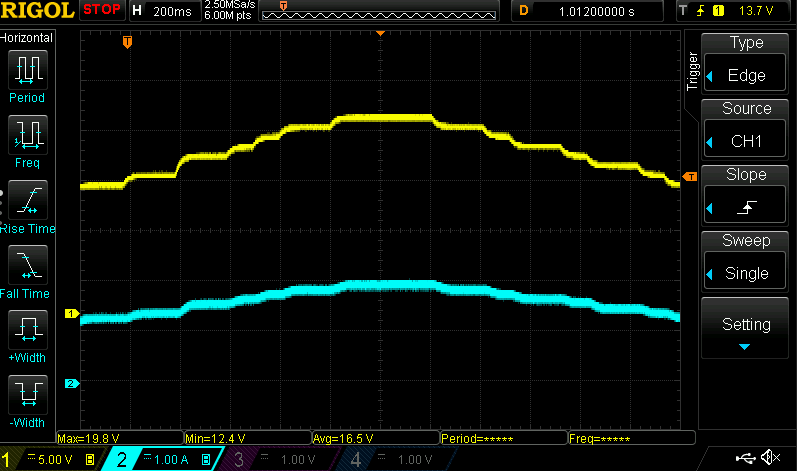 RIGOL STOP H 200ms 2.50MSa/s 6.00M pts T D 1.01200000 s T 1 13.7 V
Horizontal
Period
Freq
Rise Time
Fall Time
+Width
-Width
T
T
1
2
Trigger
Type
Edge
Source
CH1
Slope
Sweep
Single
Setting
Max=19.8 V Min=12.4 V Avg=16.5 V Period=***** Freq=*****
1 5.00 V B 2 1.00 A B 3 1.00 V 4 1.00 V